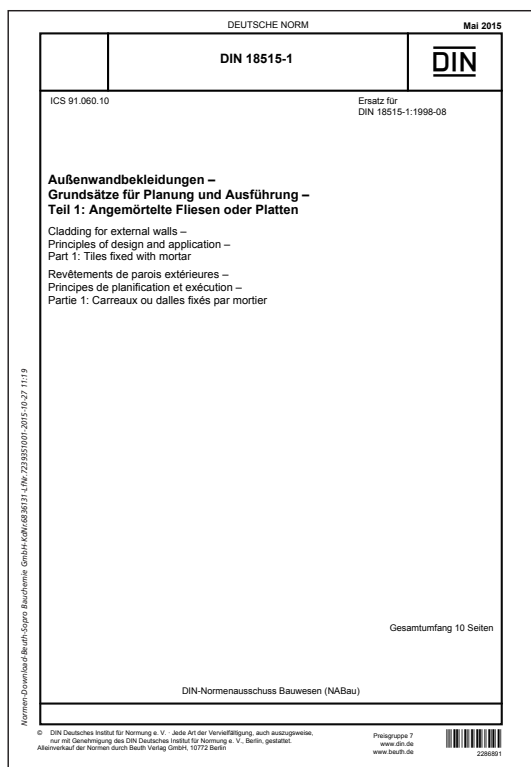 DEUTSCHE NORM
Mai 2015
DIN 18515-1
DIN
ICS 91.060.10
Ersatz für
DIN 18515-1:1998-08
Außenwandbekleidungen –
Grundsätze für Planung und Ausführung –
Teil 1: Angemörtelte Fliesen oder Platten
Cladding for external walls –
Principles of design and application –
Part 1: Tiles fixed with mortar
Revêtements de parois extérieures –
Principes de planification et exécution –
Partie 1: Carreaux ou dalles fixés par mortier
Normen-Download-Beuth-Sopro Bauchemie GmbH-KdNr.6836131-LfNr.7239351001-2015-10-27 11:19
Gesamtumfang 10 Seiten
DIN-Normenausschuss Bauwesen (NABau)
© DIN Deutsches Institut für Normung e. V. · Jede Art der Vervielfältigung, auch auszugsweise,
nur mit Genehmigung des DIN Deutsches Institut für Normung e. V., Berlin, gestattet.
Alleinverkauf der Normen durch Beuth Verlag GmbH, 10772 Berlin
Preisgruppe 7
www.din.de
www.beuth.de
2286891